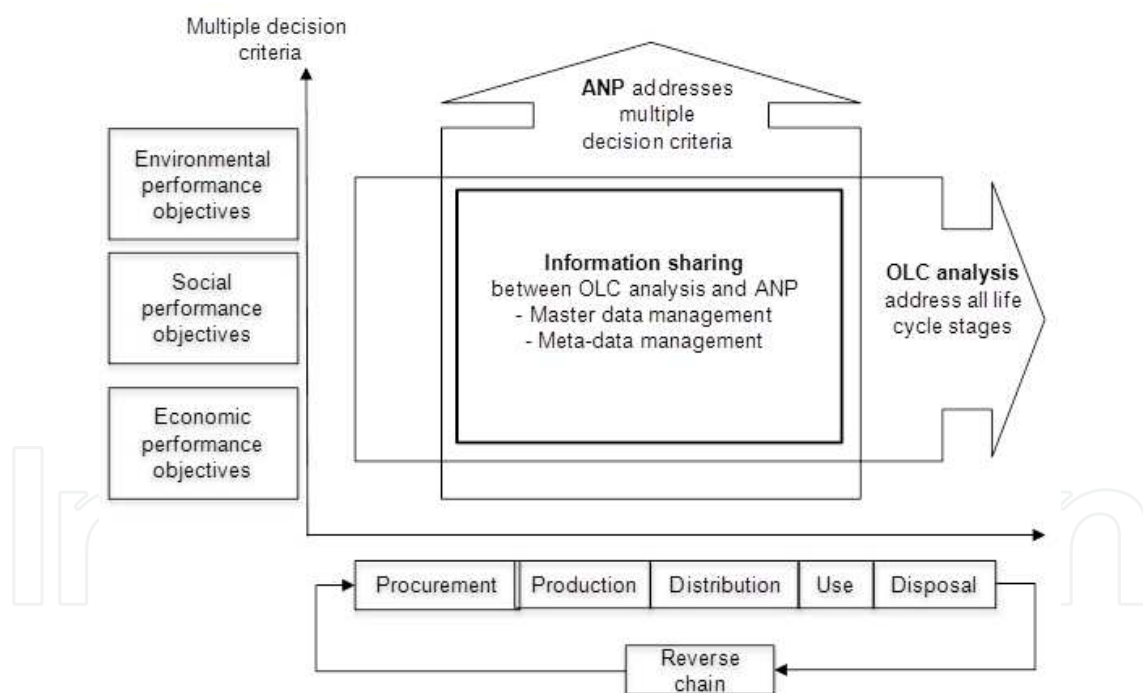 Multiple decision
criteria
ANP addresses
multiple
decision criteria
Environmental
performance
objectives
Social
performance
objectives
Economic
performance
objectives
Information sharing
between OLC analysis and ANP
- Master data management
- Meta-data management
OLC analysis
address all life
cycle stages
Procurement
Production
Distribution
Use
Disposal
Reverse
chain